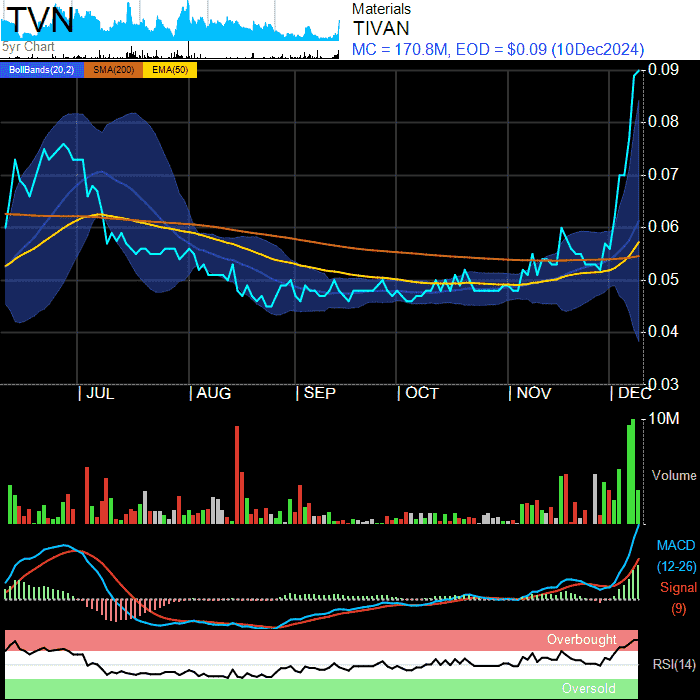 TVN
5yr Chart
Materials
TIVAN
MC = 170.8M, EOD = $0.09 (10Dec2024)
BollBands(20,2) SMA(200) EMA(50)
0.09
0.08
0.07
0.06
0.05
0.04
0.03
| JUL | AUG | SEP | OCT | NOV | DEC
10M
Volume
MACD
(12-26)
Signal
(9)
Overbought
RSI(14)
Oversold